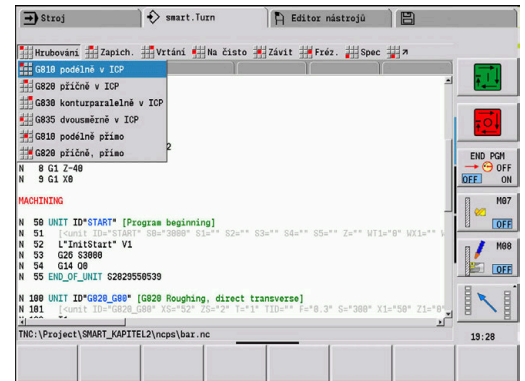 Stroj
smart.Turn
Editor nástrojů
Hrubování Zapich. Vrtání Na čisto Závit Fréz. Spec
G810 podélně v ICP
G820 příčně v ICP
G830 konturparalelně v ICP
G835 dvousměrně v ICP
G810 podélně přímo
G820 příčně, přímo
2
N 8 G1 Z-40
N 9 G1 X0
MACHINING
N 50 UNIT ID"START" [Program beginning]
N 51 [<unit ID="START" S0="3000" S1="" S2="" S3="" S4="" S5="" Z="" WT1="0" WX1=""
N 52 L"InitStart" V1
N 53 G26 S3000
N 54 G14 Q0
N 55 END_OF_UNIT S2829550539
N 100 UNIT ID"G820_G80" [G820 Roughing, direct transverse]
N 101 [<unit ID="G820_G80" XS="52" ZS="2" T="1" TID="" F="0.3" S="300" X1="50" Z1="0"
TNC:\Project\SMART_KAPITEL2\ncps\bar.nc
END PGM
OFF
OFF ON
M07
OFF
M08
OFF
19:28